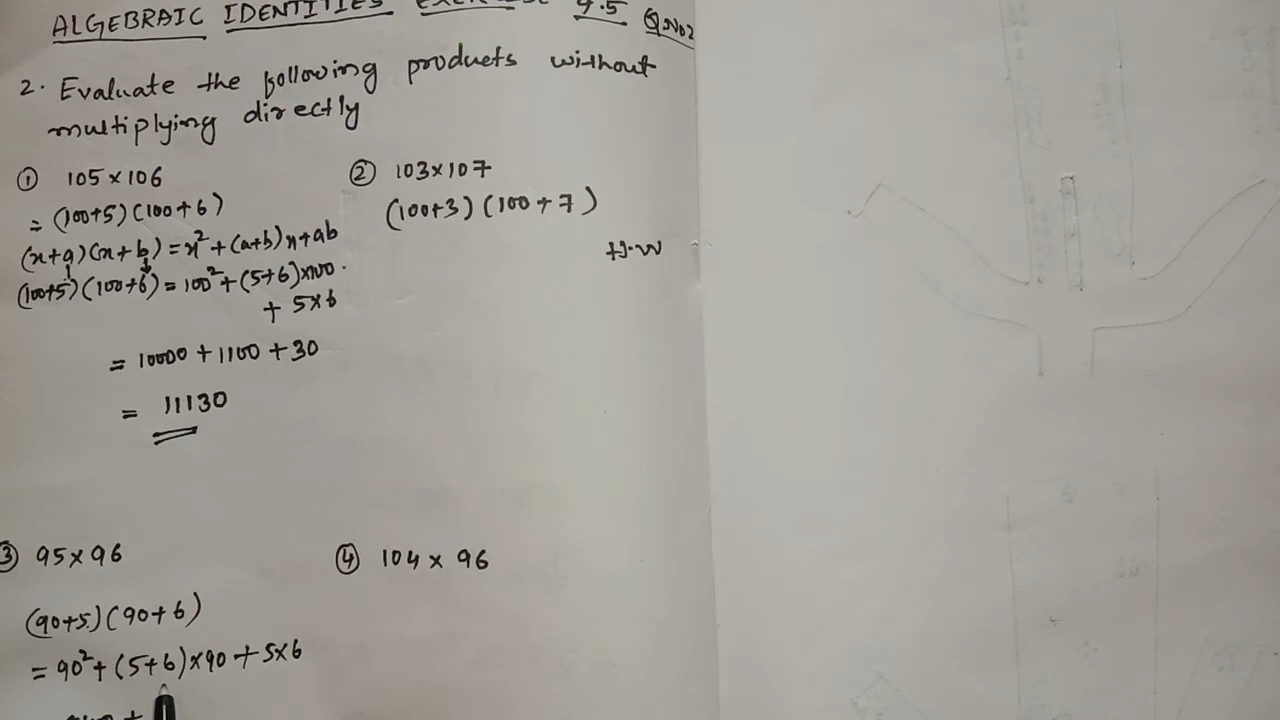 ALGEBRAIC IDENTITIES 9.5 Q.No2
2. Evaluate the following products without
multiplying directly
① 105 × 106
= (100+5) (100+6)
(x+a)(x+b) = x² + (a+b)x + ab
(100+5)(100+6) = 100² + (5+6)×100.
+ 5×6
= 10000 + 1100 + 30
= 11130
② 103×107
(100+3) (100+7)
H.W
③ 95×96
(90+5)(90+6)
= 90² + (5+6)×90 + 5×6
④ 104 × 96